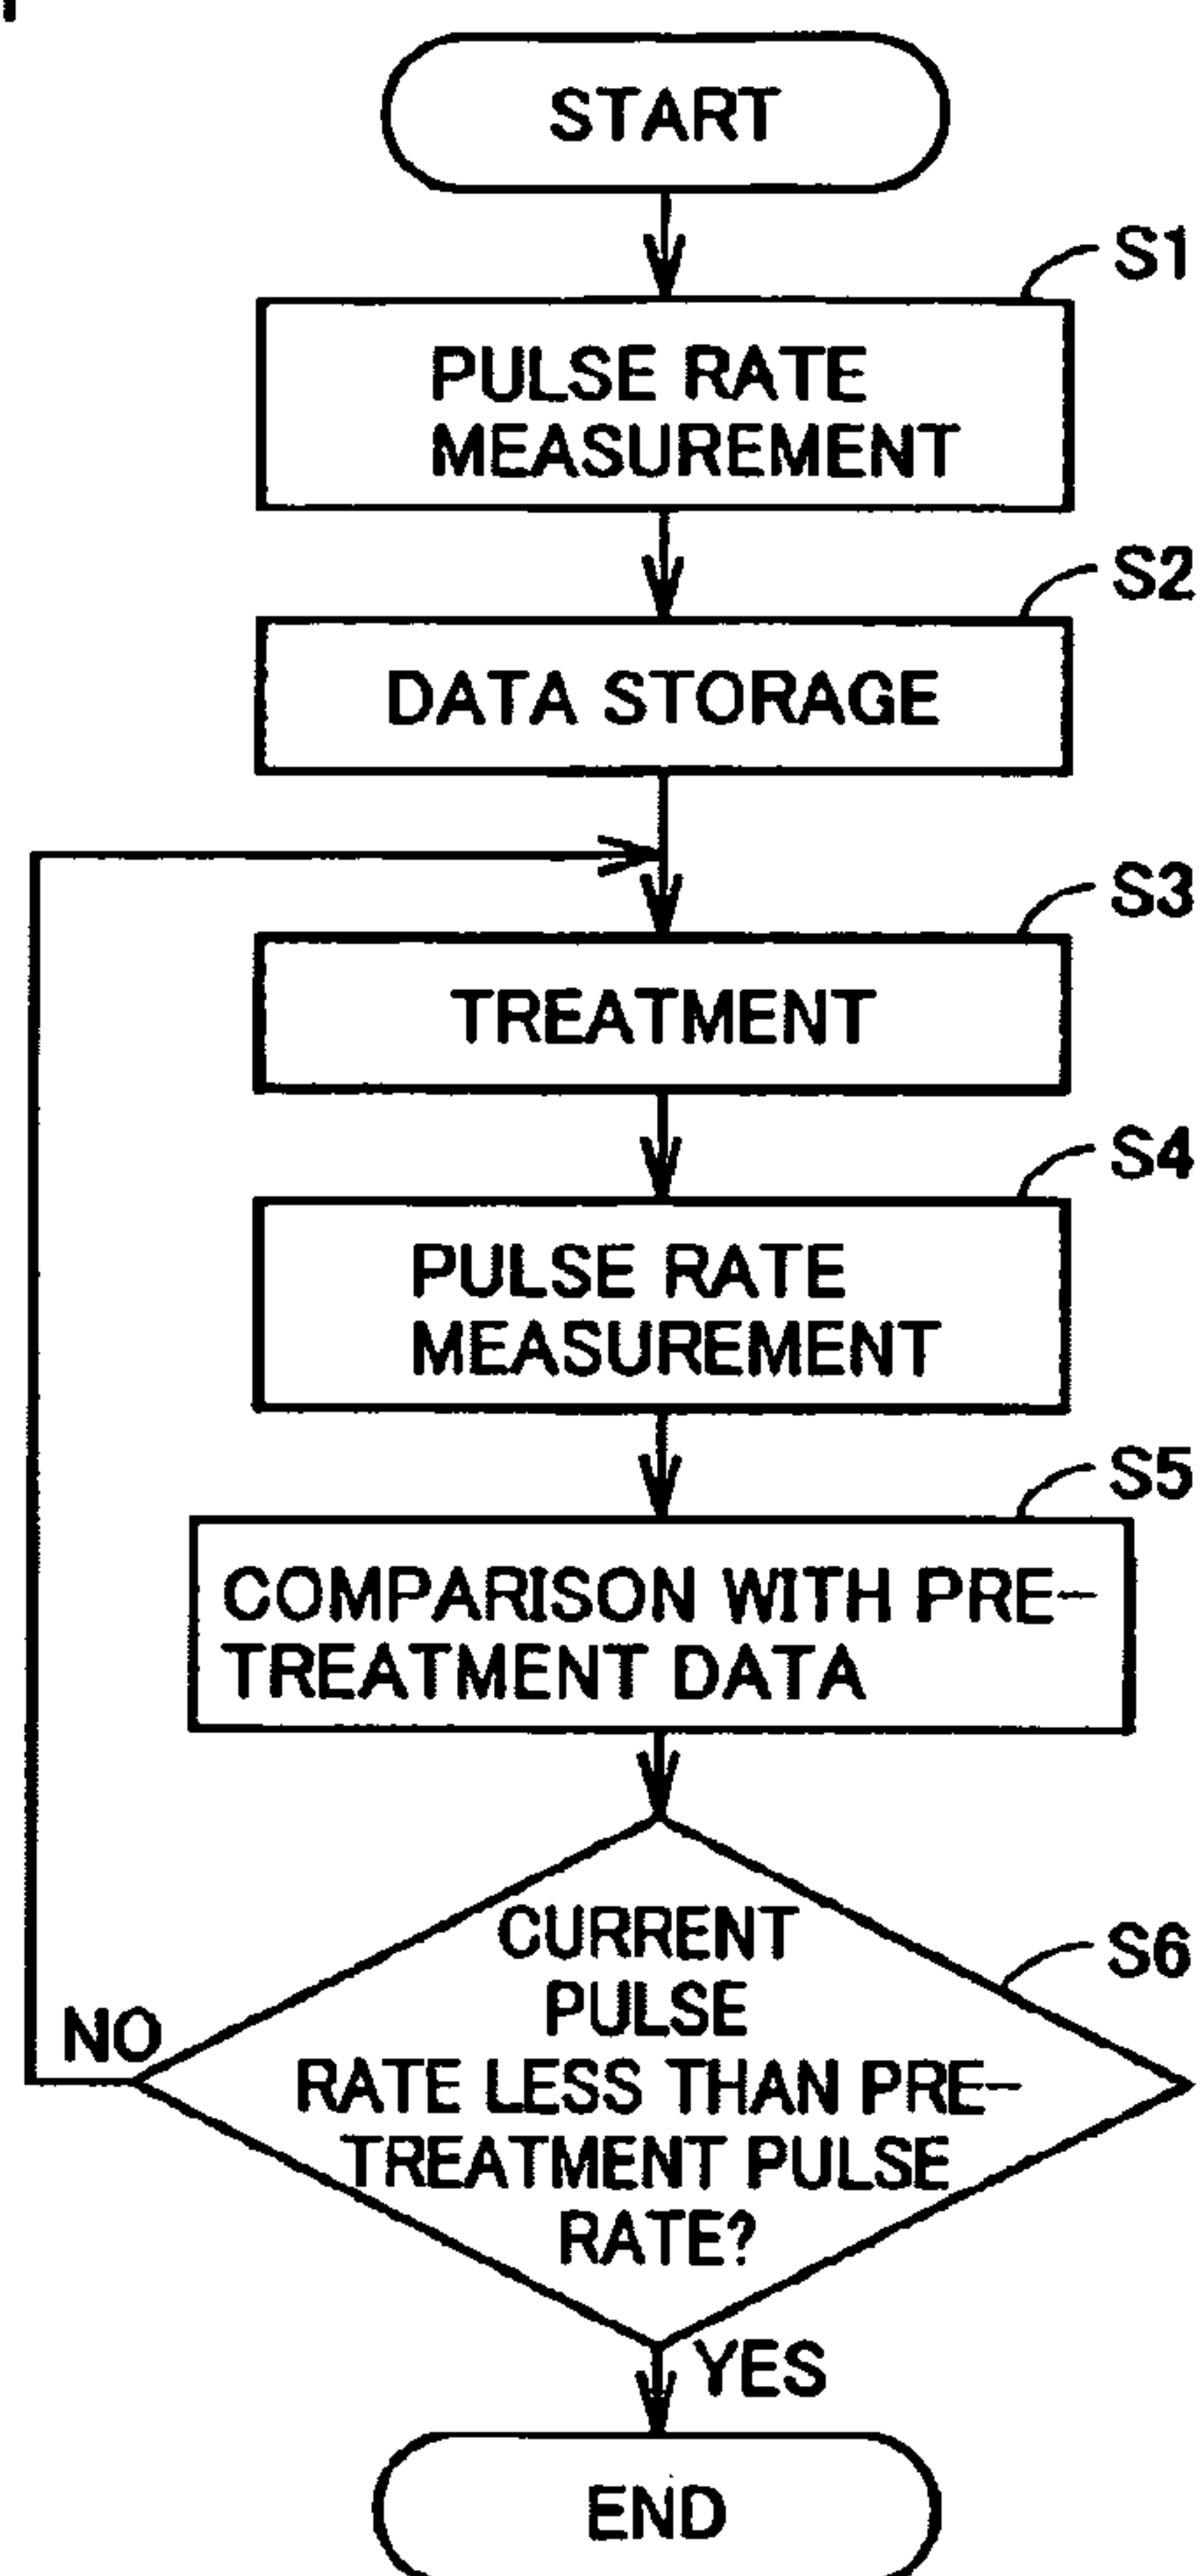 START
S1
PULSE RATE
MEASUREMENT
S2
DATA STORAGE
S3
TREATMENT
S4
PULSE RATE
MEASUREMENT
S5
COMPARISON WITH PRE-
TREATMENT DATA
S6
CURRENT
PULSE
RATE LESS THAN PRE-
TREATMENT PULSE
RATE?
NO
YES
END